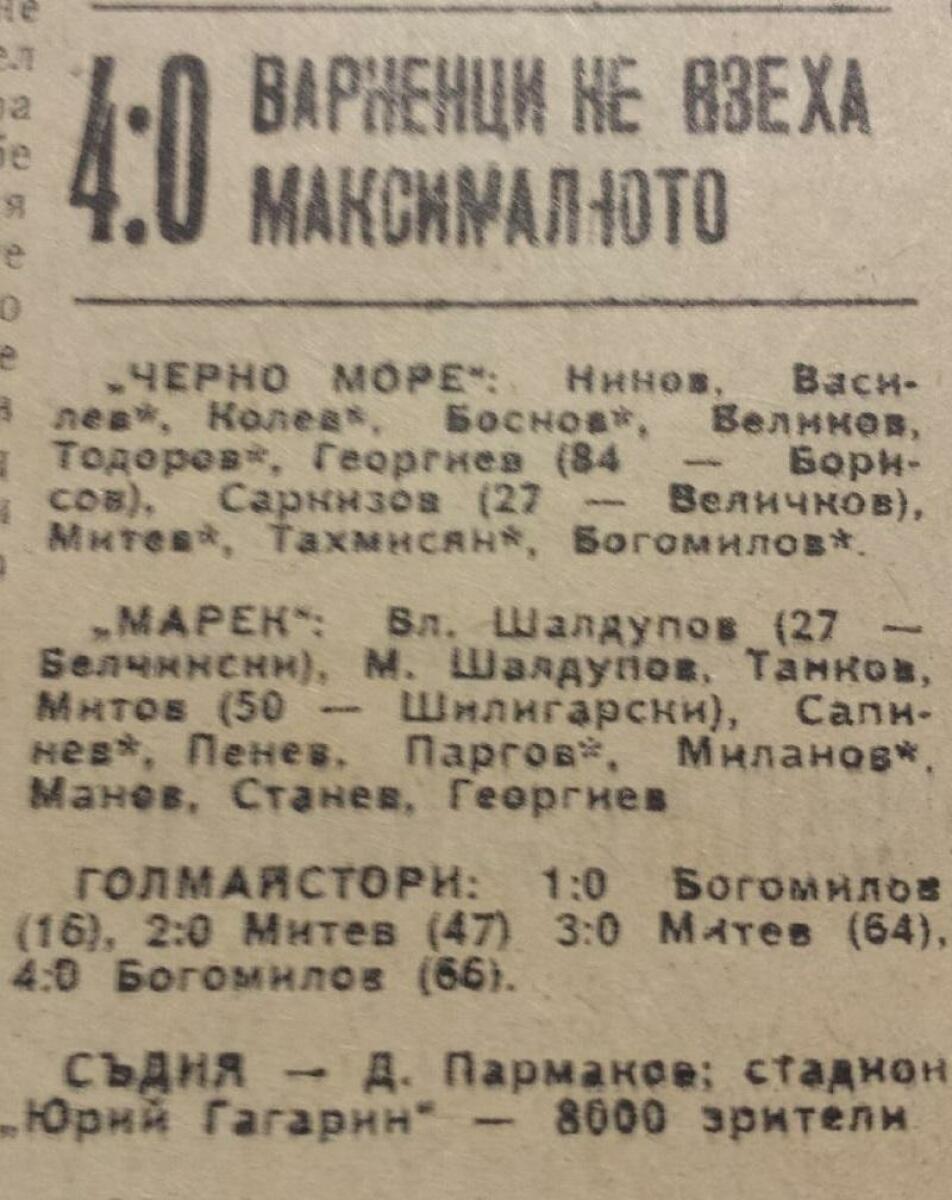 4:0 ВАРНЕНЦИ НЕ ВЗЕХА
МАКСИМАЛНОТО
„ЧЕРНО МОРЕ“: Нинов, Васи-
лев*, Колев*, Боснов*, Великов,
Тодоров*, Георгиев (84 — Бори-
сов), Саркизов (27 — Величков),
Митев*, Тахмисян*, Богомилов*.
„МАРЕК“: Вл. Шалдупов (27 —
Белчински), М. Шалдупов, Танков,
Митов (50 — Шилигарски), Сапи-
нев*, Пенев, Паргов*, Миланов*,
Манов, Станев, Георгиев
ГОЛМАЙСТОРИ: 1:0 Богомилов
(16), 2:0 Митев (47) 3:0 Митев (64),
4:0 Богомилов (66).
СЪДИЯ — Д. Пармаков; стадион
„Юрий Гагарин“ — 8000 зрители